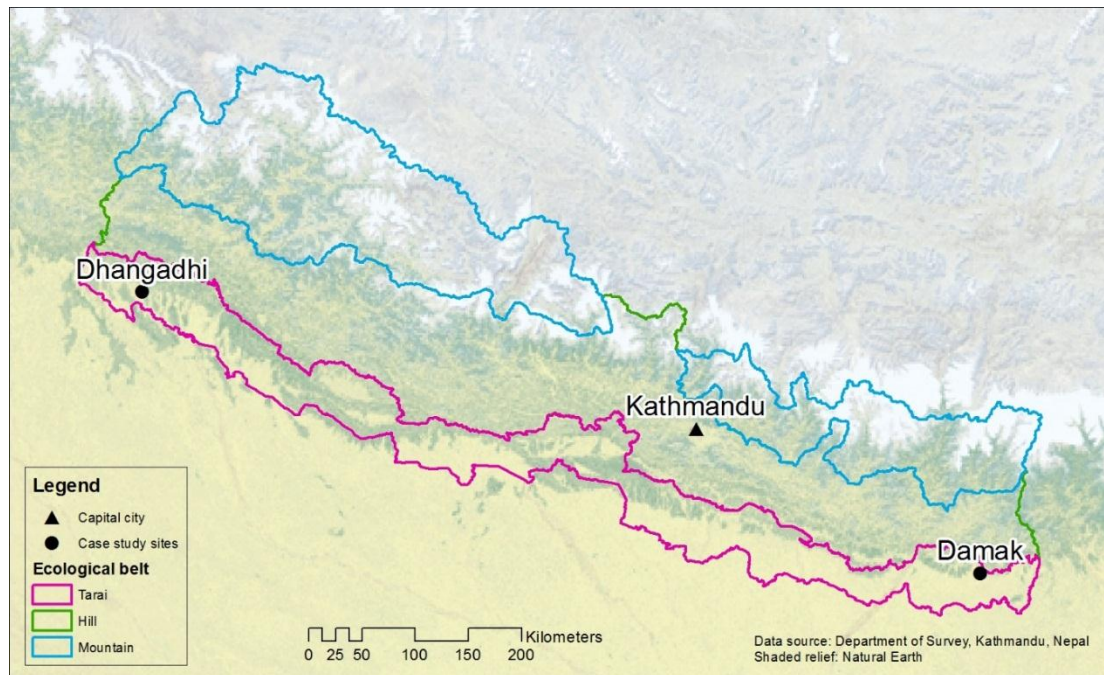 Dhangadhi
Kathmandu
Damak
Legend
Capital city
Case study sites
Ecological belt
Tarai
Hill
Mountain
Kilometers
0 25 50 100 150 200
Data source: Department of Survey, Kathmandu, Nepal
Shaded relief: Natural Earth